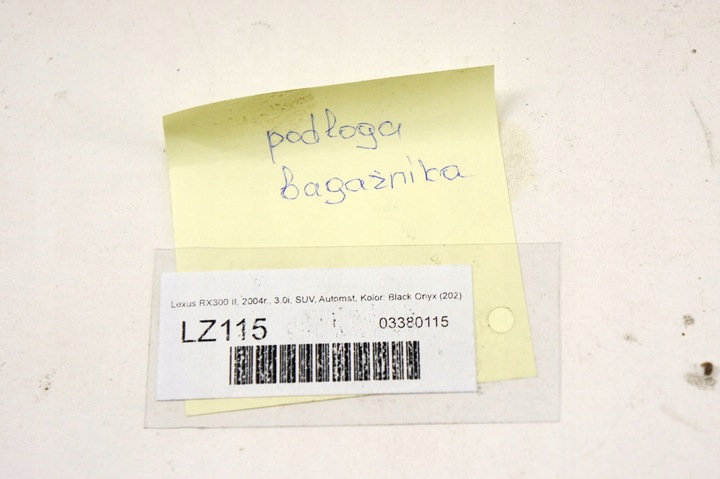 podłoga
bagażnika
Lexus RX300 II, 2004r., 3.0i, SUV, Automat, Kolor: Black Onyx (202)
LZ115
03380115